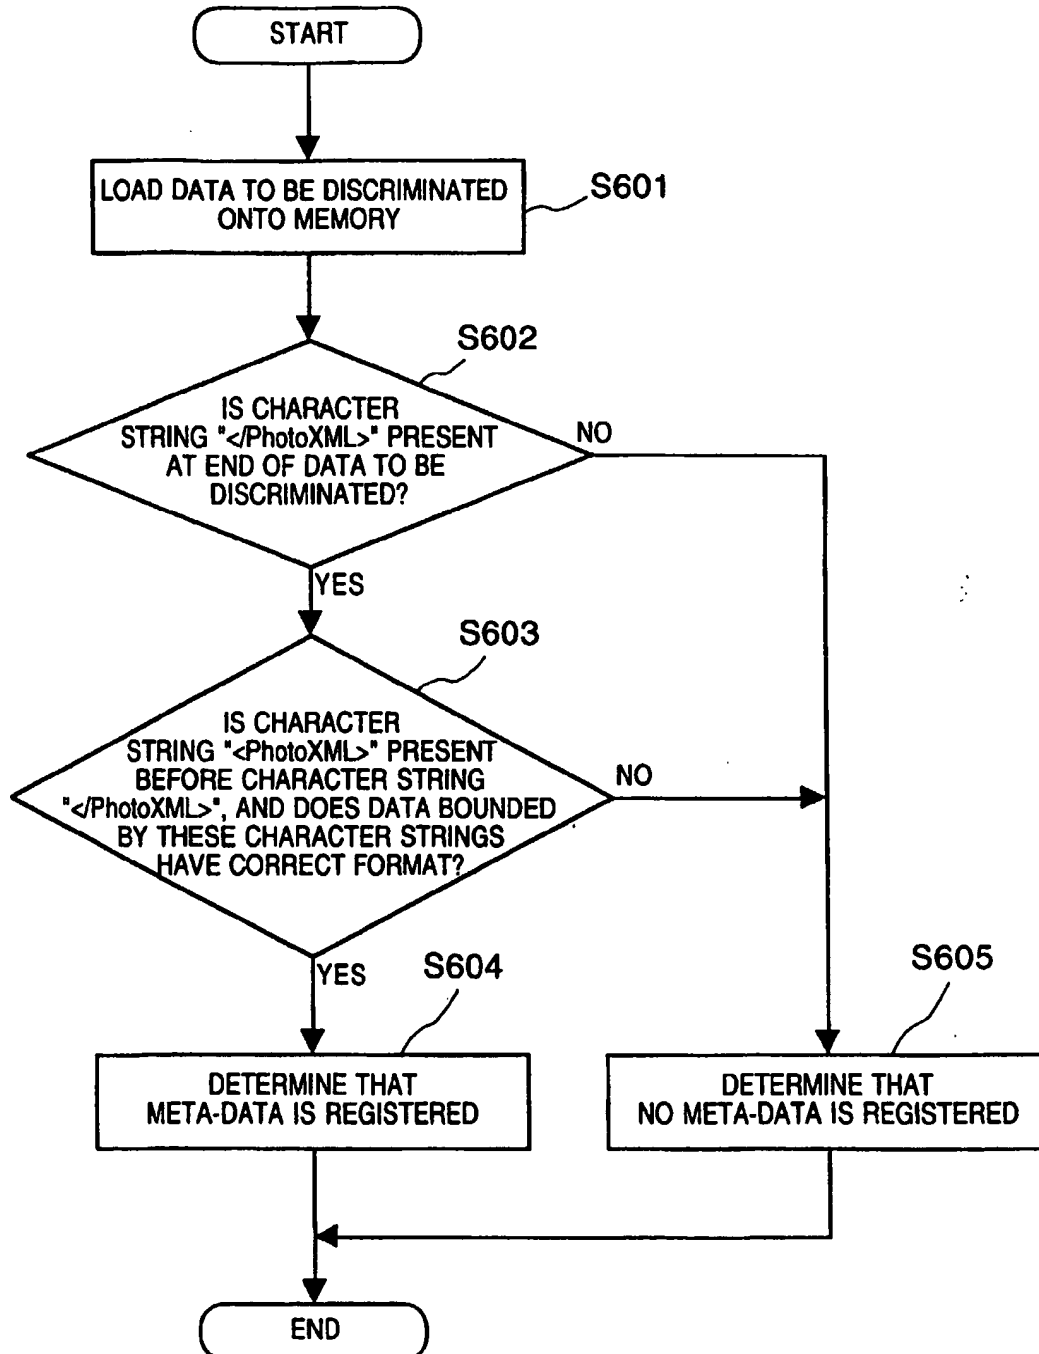 START
LOAD DATA TO BE DISCRIMINATED
ONTO MEMORY
S601
S602
IS CHARACTER
STRING "</PhotoXML>" PRESENT
AT END OF DATA TO BE
DISCRIMINATED?
NO
YES
S603
IS CHARACTER
STRING "<PhotoXML>" PRESENT
BEFORE CHARACTER STRING
"</PhotoXML>", AND DOES DATA BOUNDED
BY THESE CHARACTER STRINGS
HAVE CORRECT FORMAT?
NO
YES
S604
DETERMINE THAT
META-DATA IS REGISTERED
S605
DETERMINE THAT
NO META-DATA IS REGISTERED
END